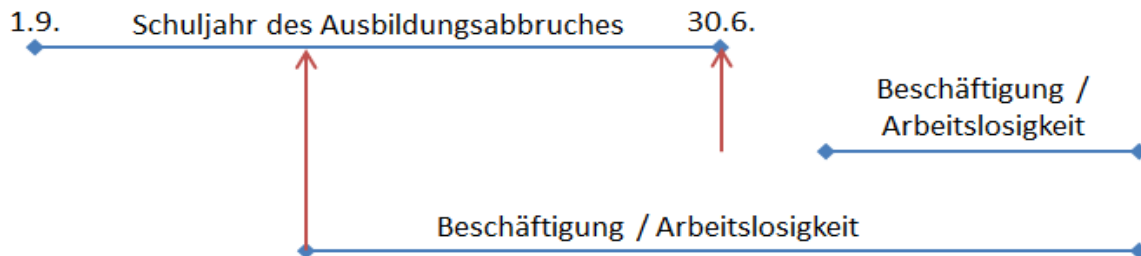 1.9. Schuljahr des Ausbildungsabbruches 30.6.
Beschäftigung /
Arbeitslosigkeit
Beschäftigung / Arbeitslosigkeit